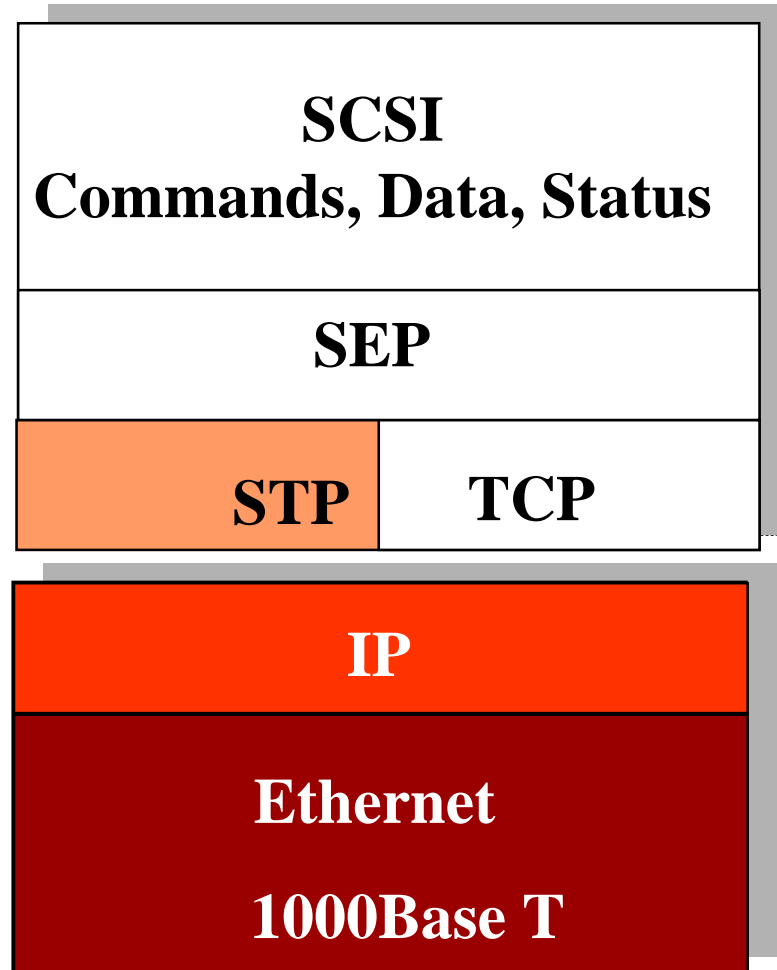 SCSI
Commands, Data, Status
SEP
STP
TCP
IP
Ethernet
1000Base T